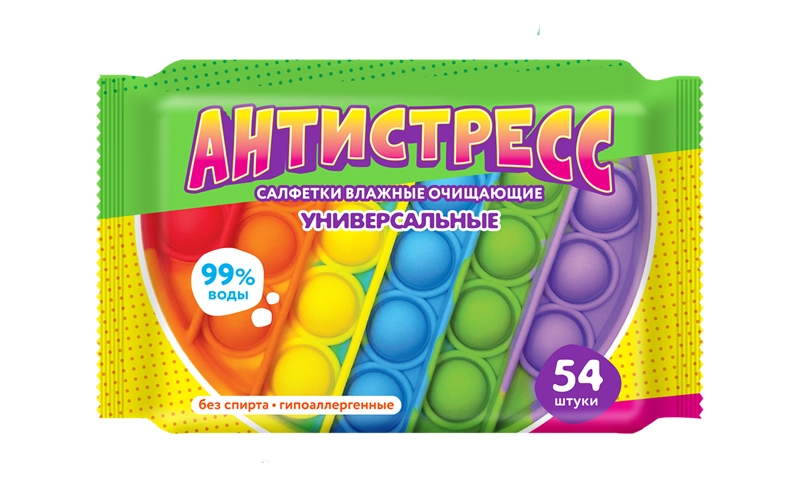 АНТИСТРЕСС
САЛФЕТКИ ВЛАЖНЫЕ ОЧИЩАЮЩИЕ
УНИВЕРСАЛЬНЫЕ
99%
ВОДЫ
54
ШТУКИ
без спирта • гипоаллергенные